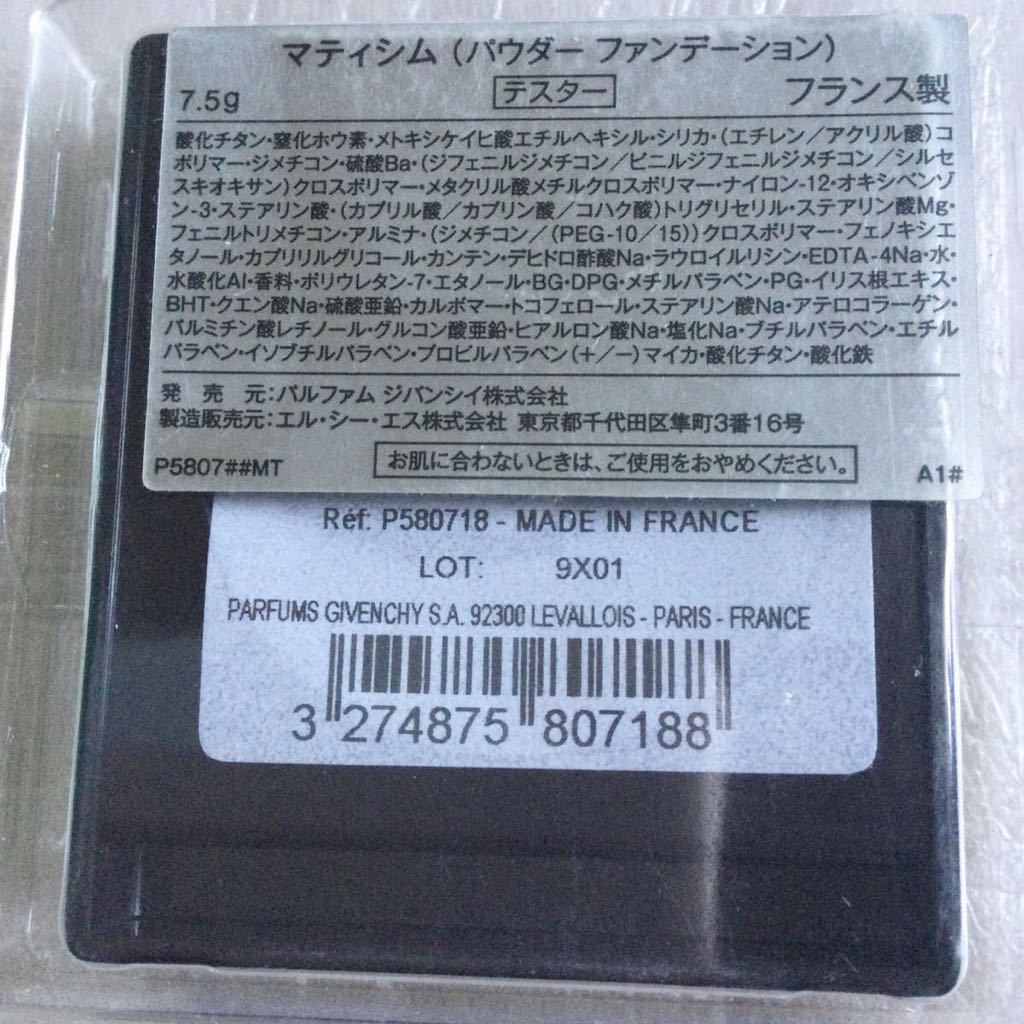 マティシム（パウダー ファンデーション）
7.5g テスター フランス製
酸化チタン・窒化ホウ素・メトキシケイヒ酸エチルヘキシル・シリカ・（エチレン／アクリル酸）コ
ポリマー・ジメチコン・硫酸Ba・（ジフェニルジメチコン／ビニルジフェニルジメチコン／シルセ
スキオキサン）クロスポリマー・メタクリル酸メチルクロスポリマー・ナイロン-12・オキシベンゾ
ン-3・ステアリン酸・（カプリル酸／カプリン酸／コハク酸）トリグリセリル・ステアリン酸Mg・
フェニルトリメチコン・アルミナ・（ジメチコン／（PEG-10／15））クロスポリマー・フェノキシエ
タノール・カプリリルグリコール・カンテン・デヒドロ酢酸Na・ラウロイルリシン・EDTA-4Na・水・
水酸化Al・香料・ポリウレタン-7・エタノール・BG・DPG・メチルパラベン・PG・イリス根エキス・
BHT・クエン酸Na・硫酸亜鉛・カルボマー・トコフェロール・ステアリン酸Na・アテロコラーゲン・
パルミチン酸レチノール・グルコン酸亜鉛・ヒアルロン酸Na・塩化Na・ブチルパラベン・エチル
パラベン・イソブチルパラベン・プロピルパラベン（＋／－）マイカ・酸化チタン・酸化鉄
発 売 元：パルファム ジバンシイ株式会社
製造販売元：エル・シー・エス株式会社 東京都千代田区隼町3番16号
P5807##MT お肌に合わないときは、ご使用をおやめください。 A1#
Réf: P580718 - MADE IN FRANCE
LOT: 9X01
PARFUMS GIVENCHY S.A. 92300 LEVALLOIS - PARIS - FRANCE
3 274875 807188